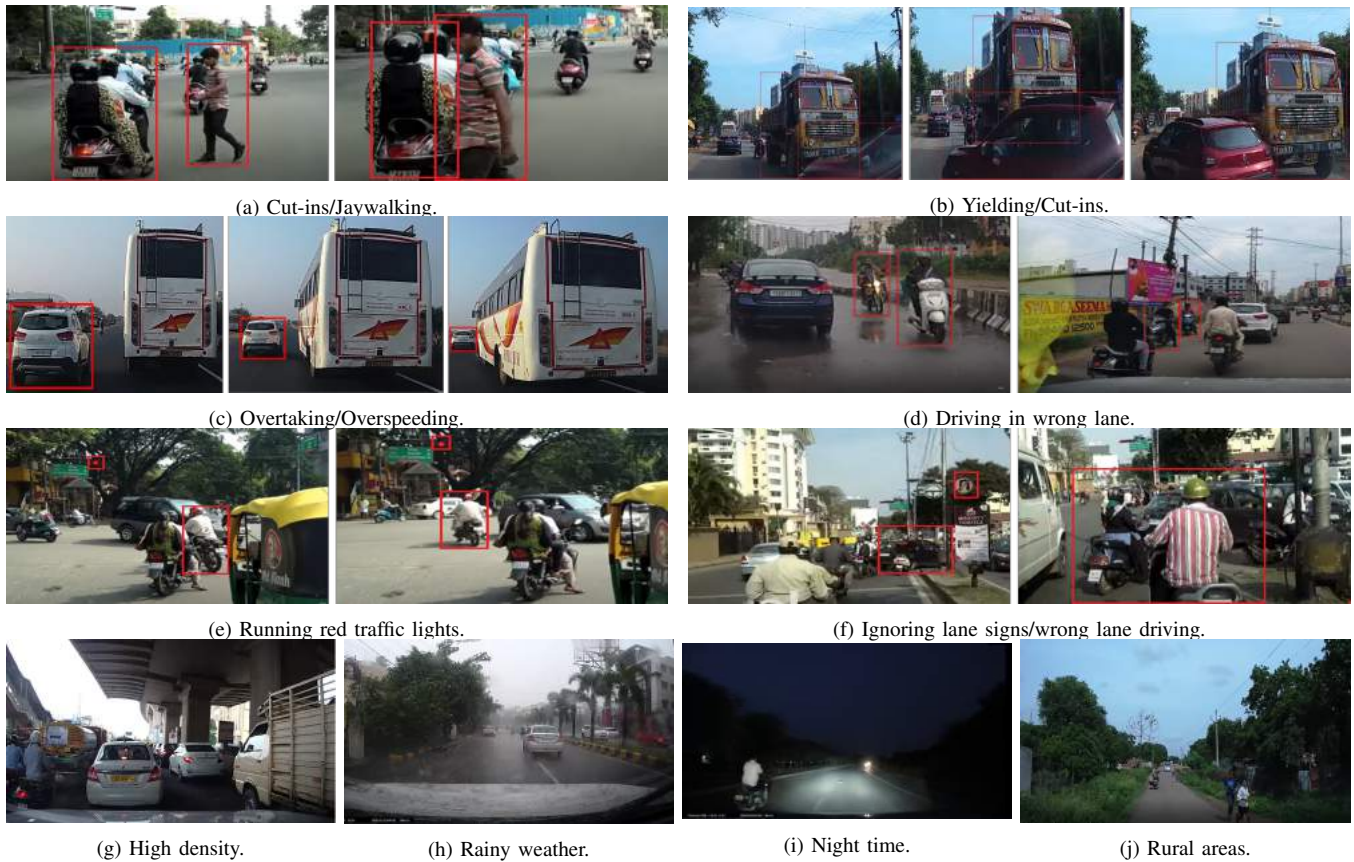 (a) Cut-ins/Jaywalking.
(b) Yielding/Cut-ins.
(c) Overtaking/Overspeeding.
SWARGASEEMA
(d) Driving in wrong lane.
(e) Running red traffic lights.
(f) Ignoring lane signs/wrong lane driving.
(g) High density.
(h) Rainy weather.
(i) Night time.
(j) Rural areas.